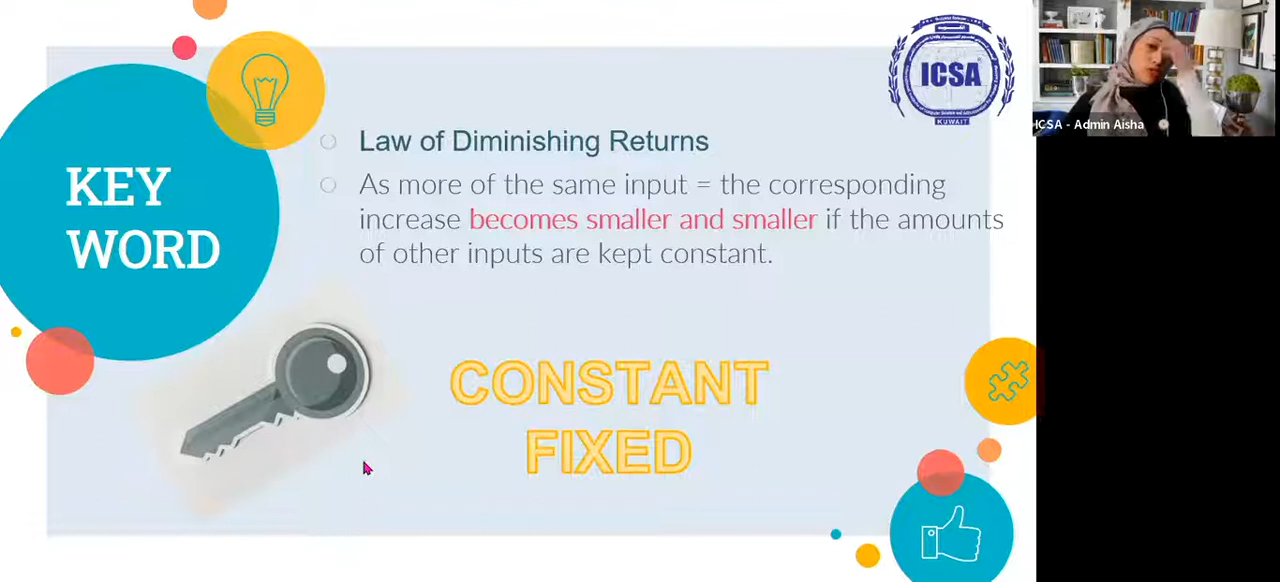 KEY
WORD
Law of Diminishing Returns
As more of the same input = the corresponding
increase becomes smaller and smaller if the amounts
of other inputs are kept constant.
CONSTANT
FIXED
ICSA
KUWAIT
ICSA - Admin Aisha